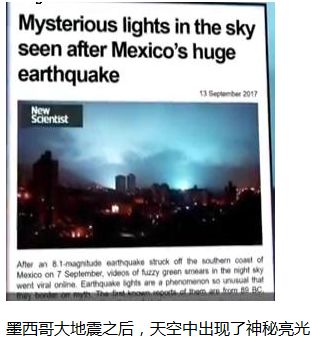 Mysterious lights in the sky
seen after Mexico's huge
earthquake
13 September 2017
New
Scientist
After an 8.1-magnitude earthquake struck off the southern coast of
Mexico on 7 September, videos of fuzzy green smears in the night sky
went viral online. Earthquake lights are a phenomenon so unusual that
they border on myth. The first known reports of them are from 89 BC,
墨西哥大地震之后，天空中出现了神秘亮光